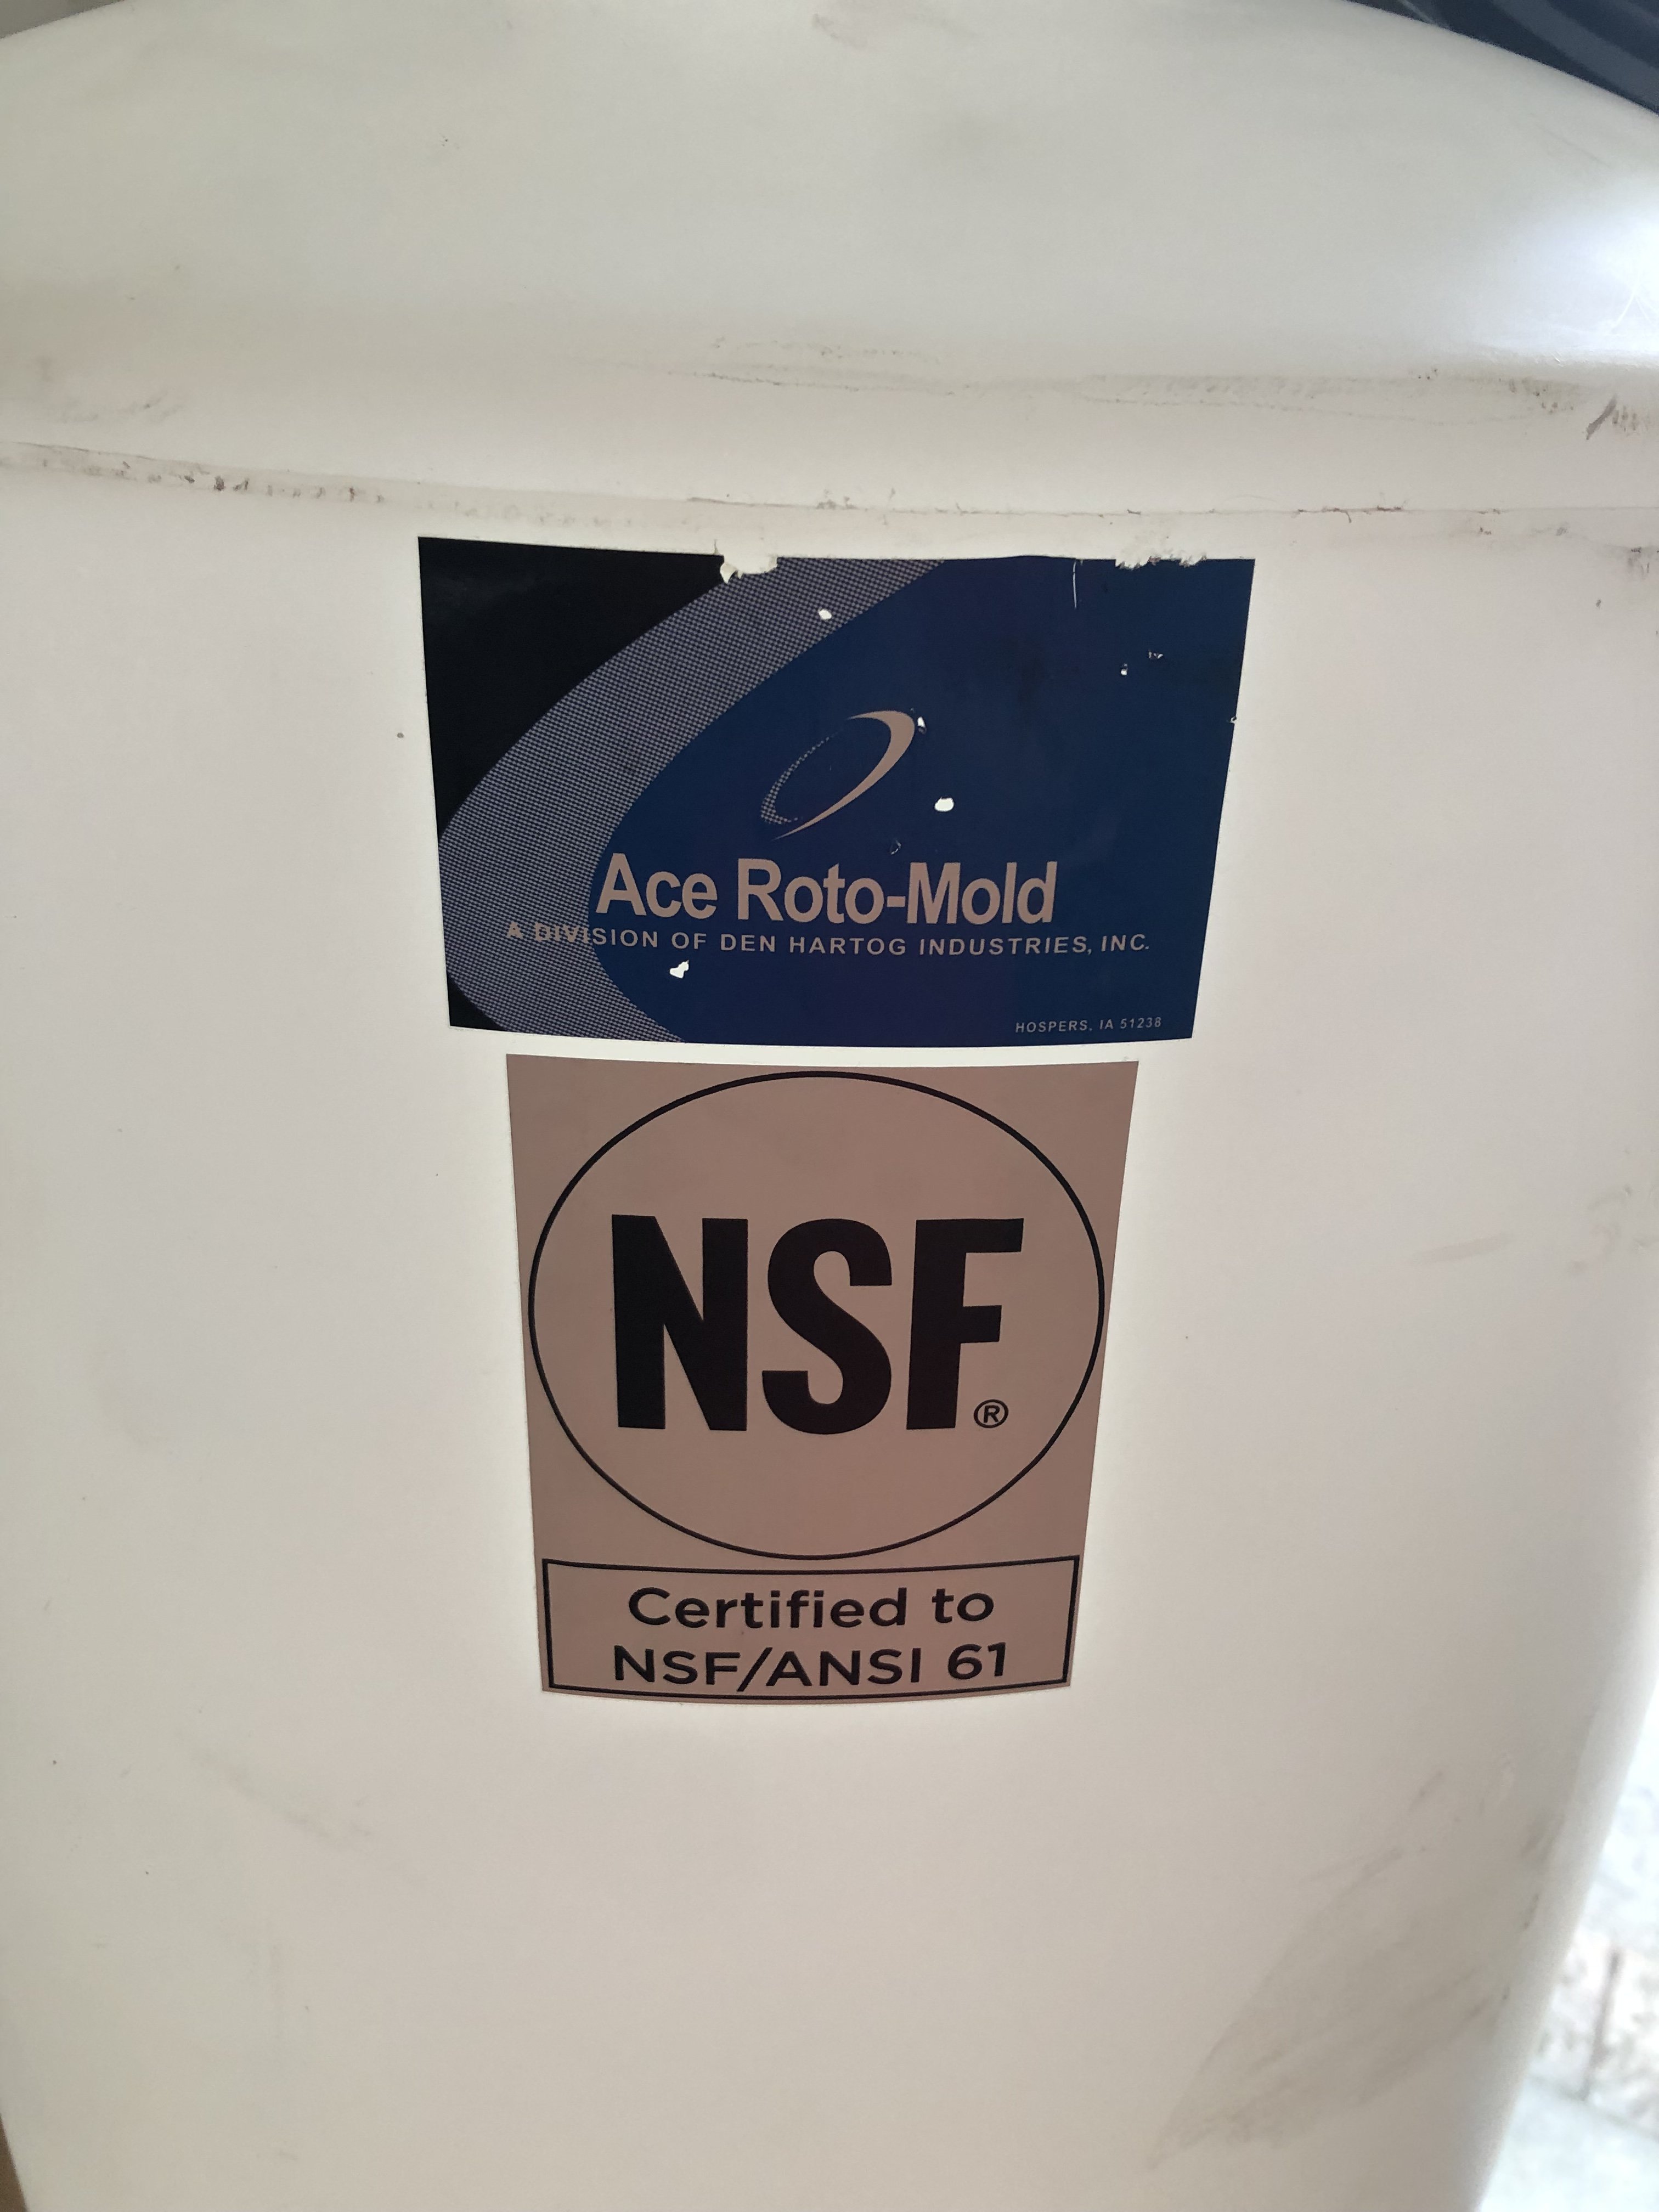 Ace Roto-Mold
A DIVISION OF DEN HARTOG INDUSTRIES, INC.
HOSPERS, IA 51238
NSF®
Certified to
NSF/ANSI 61